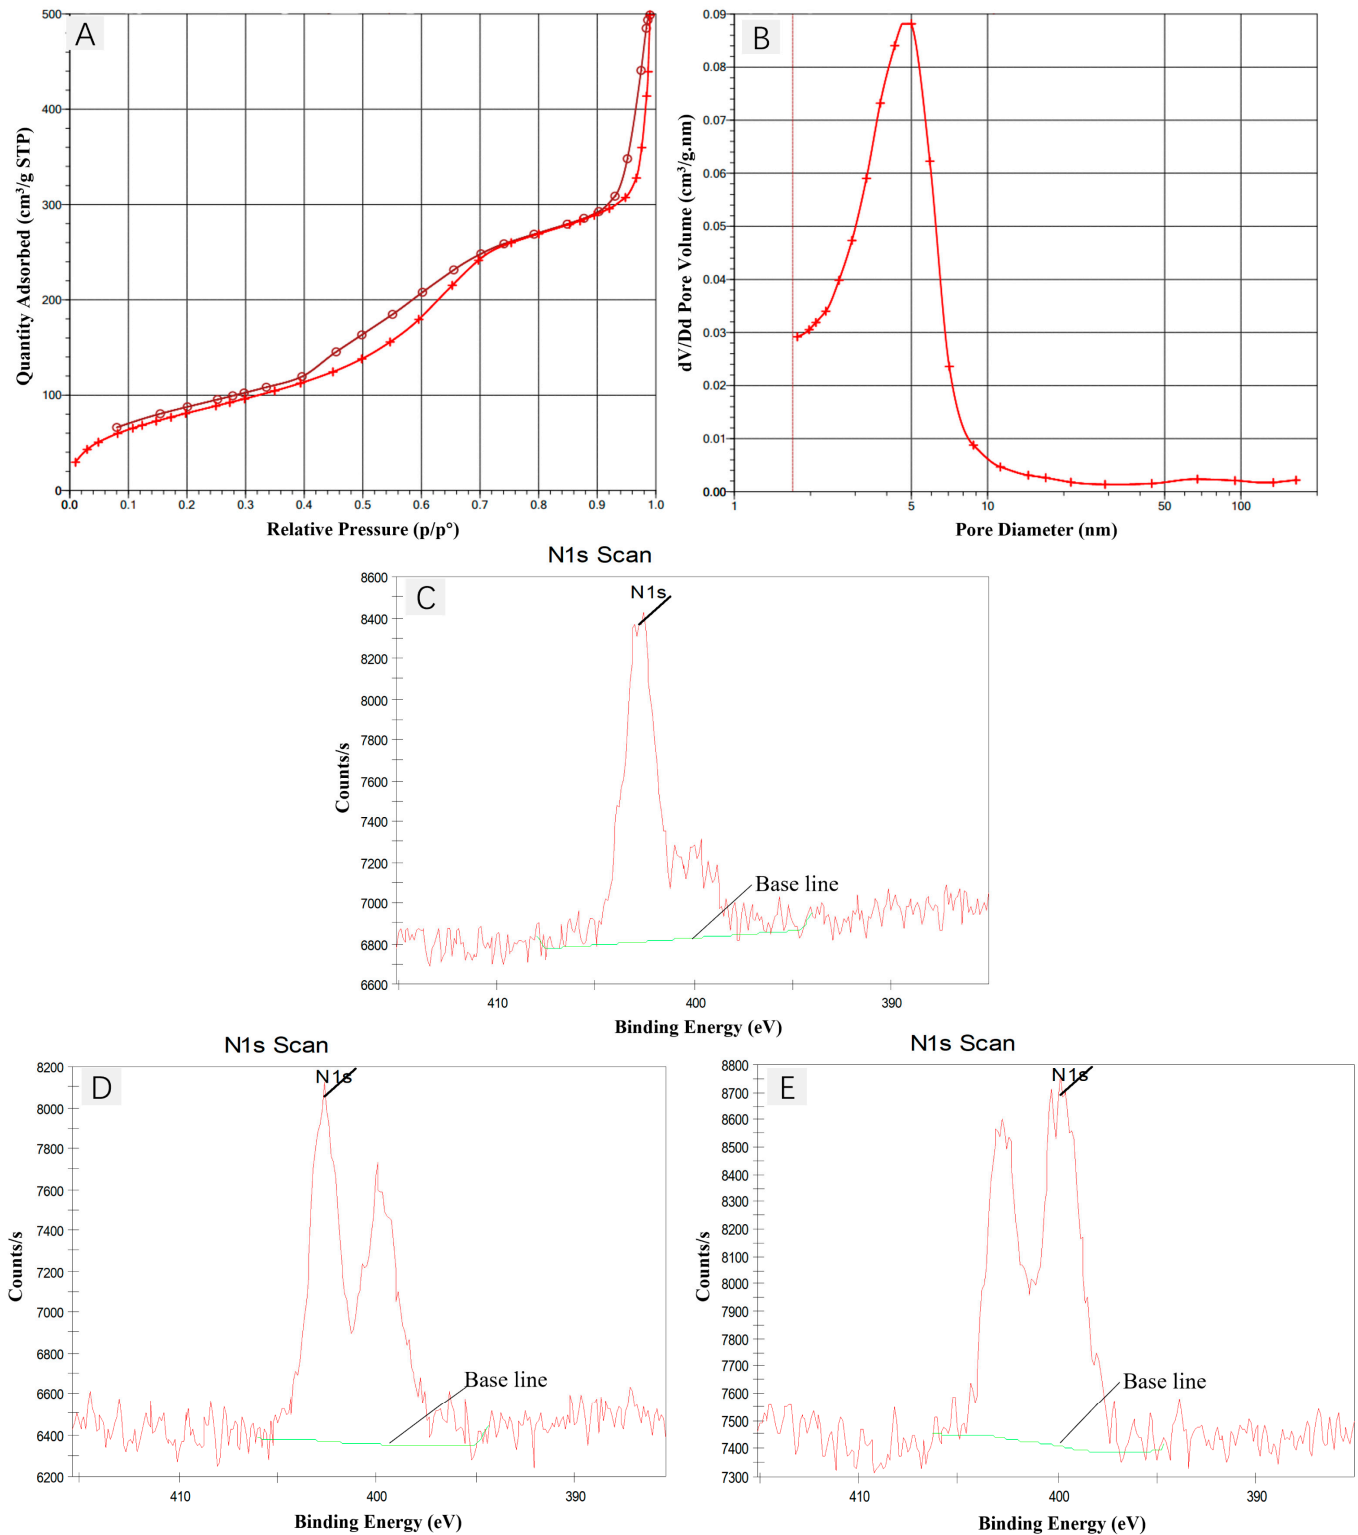 A
500
400
300
200
100
0
0.0 0.1 0.2 0.3 0.4 0.5 0.6 0.7 0.8 0.9 1.0
Quantity Adsorbed (cm³/g STP)
Relative Pressure (p/p°)
B
0.09
0.08
0.07
0.06
0.05
0.04
0.03
0.02
0.01
0.00
1 5 10 50 100
dV/Dd Pore Volume (cm³/g.nm)
Pore Diameter (nm)
N1s Scan
C
N1s
8600
8400
8200
8000
7800
7600
7400
7200
7000
6800
6600
Counts/s
Base line
410 400 390
Binding Energy (eV)
N1s Scan
D
N1s
8200
8000
7800
7600
7400
7200
7000
6800
6600
6400
6200
Counts/s
Base line
410 400 390
Binding Energy (eV)
N1s Scan
E
N1s
8800
8700
8600
8500
8400
8300
8200
8100
8000
7900
7800
7700
7600
7500
7400
7300
Counts/s
Base line
410 400 390
Binding Energy (eV)